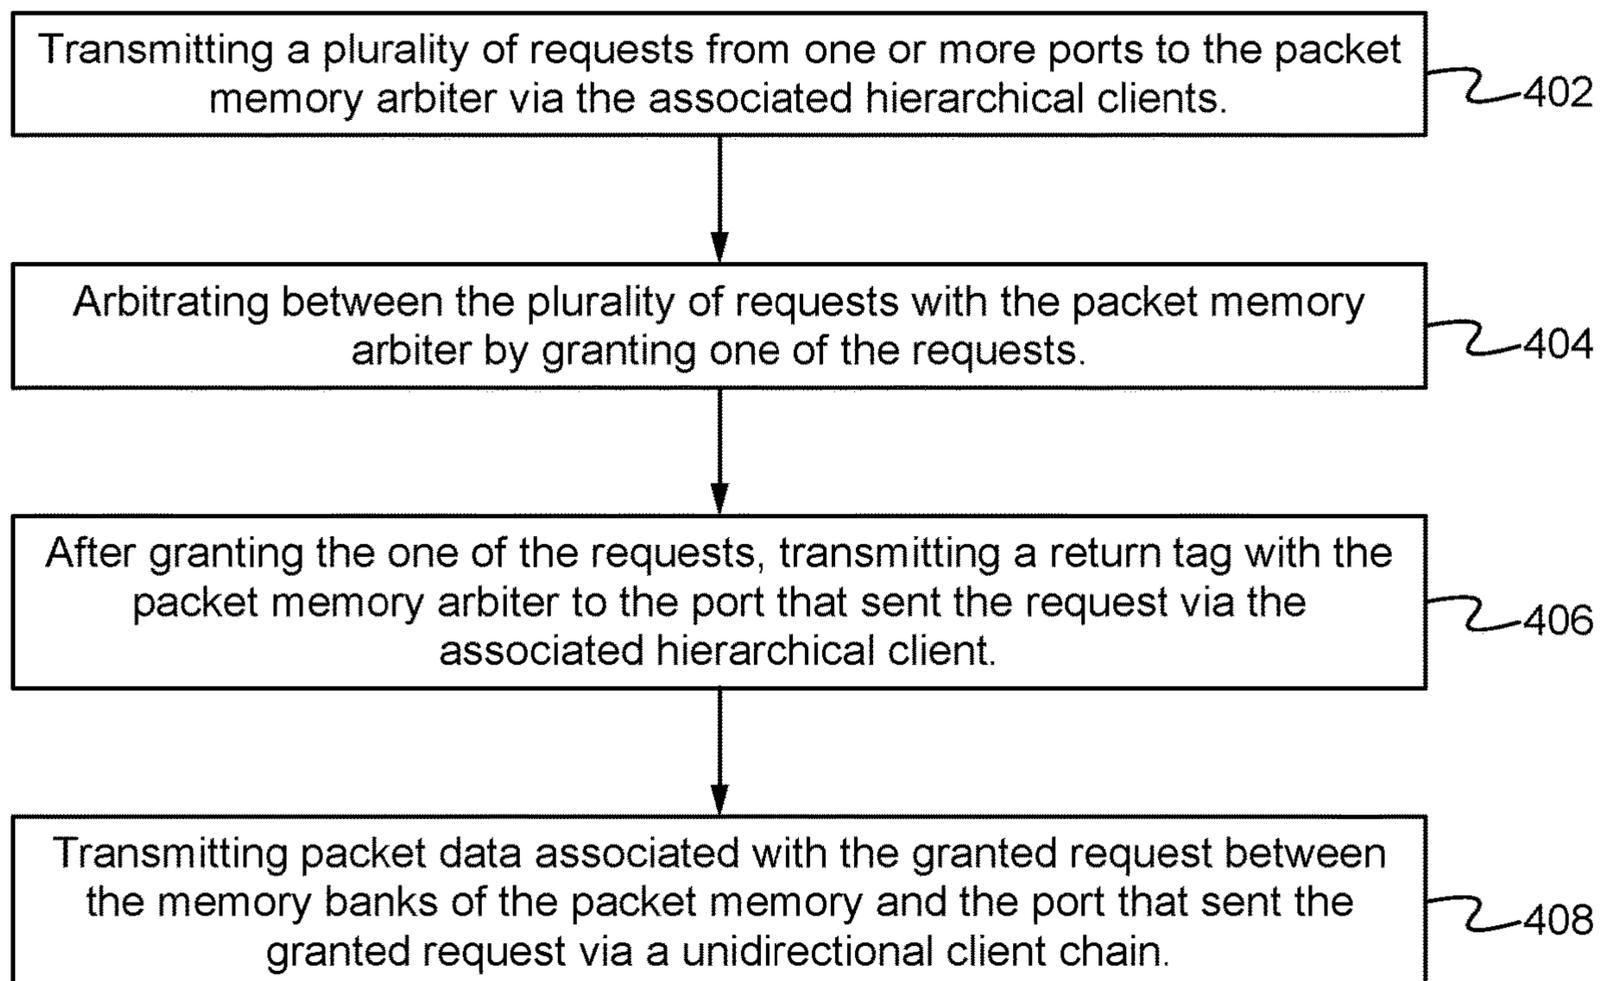 Transmitting a plurality of requests from one or more ports to the packet
memory arbiter via the associated hierarchical clients.
402
Arbitrating between the plurality of requests with the packet memory
arbiter by granting one of the requests.
404
After granting the one of the requests, transmitting a return tag with the
packet memory arbiter to the port that sent the request via the
associated hierarchical client.
406
Transmitting packet data associated with the granted request between
the memory banks of the packet memory and the port that sent the
granted request via a unidirectional client chain.
408